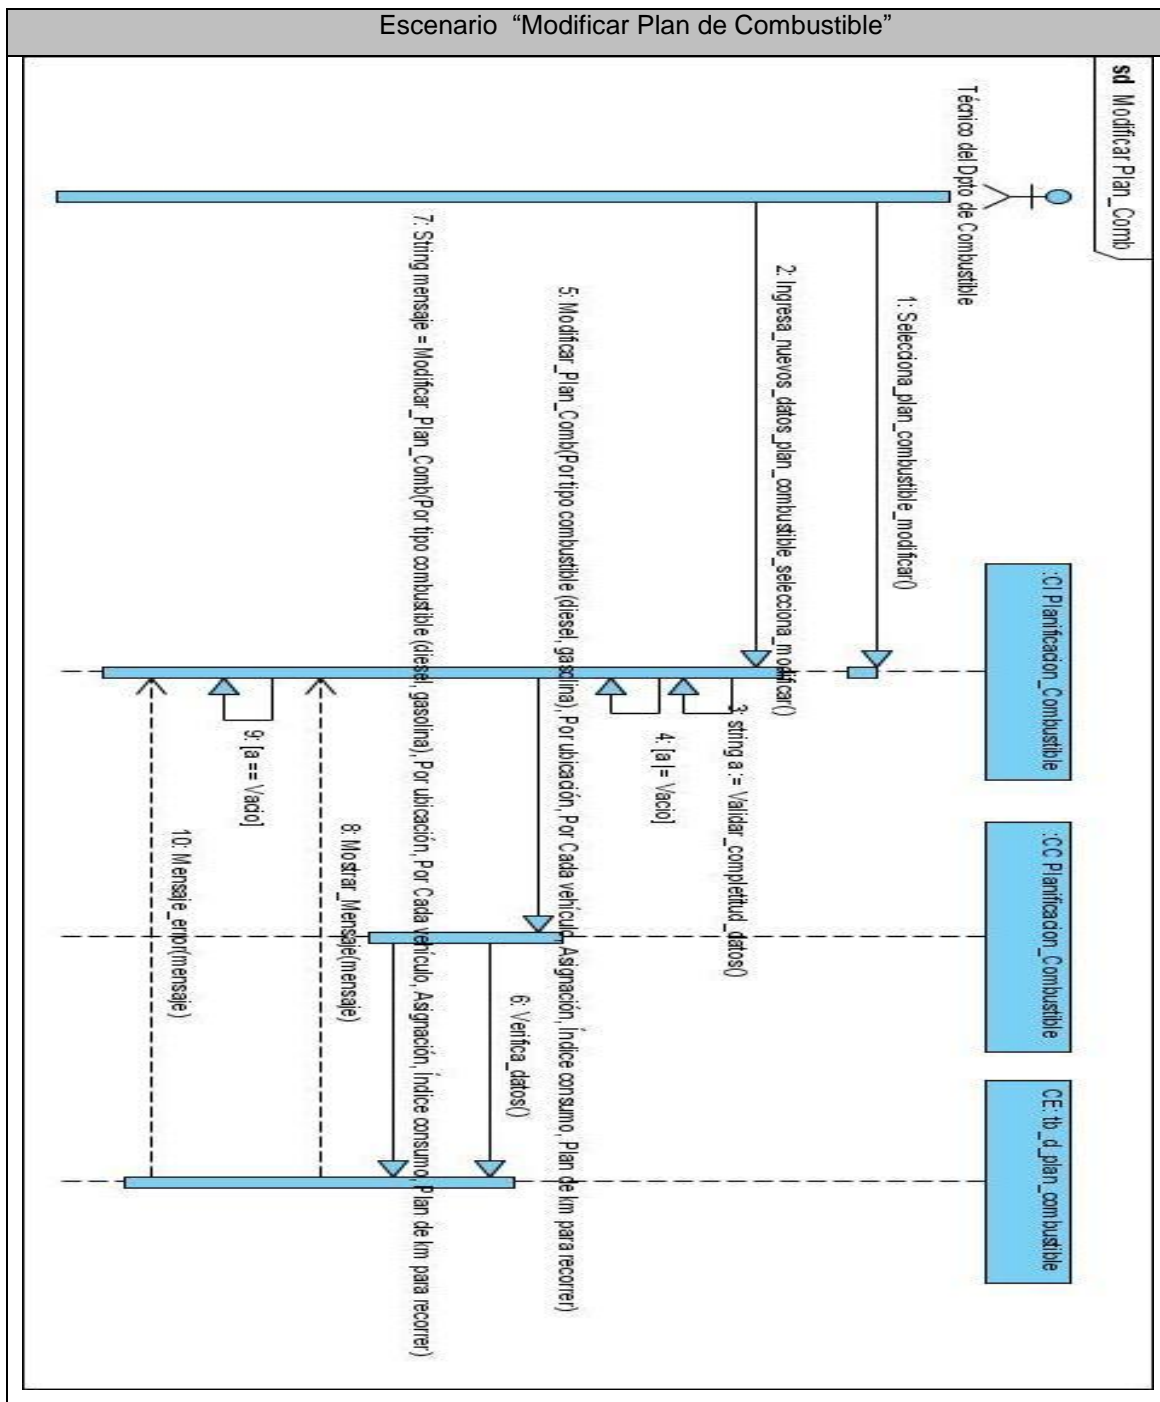 Escenario “Modificar Plan de Combustible”
sd Modificar Plan_Comb
Técnico del Dpto de Combustible
:CI Planificacion_Combustible
:CC Planificacion_Combustible
CE: tb_d_plan_combustible
1: Selecciona_plan_combustible_modificar()
2: Ingresa_nuevos_datos_plan_combustible_selecciona_modificar()
3: string a := Validar_completitud_datos()
4: [a != Vacio]
5: Modificar_Plan_Comb(Por tipo combustible (diesel, gasolina), Por ubicación, Por Cada vehículo, Asignación, Índice consumo, Plan de km para recorrer)
6: Verifica_datos()
7: String mensaje = Modificar_Plan_Comb(Por tipo combustible (diesel, gasolina), Por ubicación, Por Cada vehículo, Asignación, Índice consumo, Plan de km para recorrer)
8: Mostrar_Mensaje(mensaje)
9: [a == Vacio]
10: Mensaje_error(mensaje)